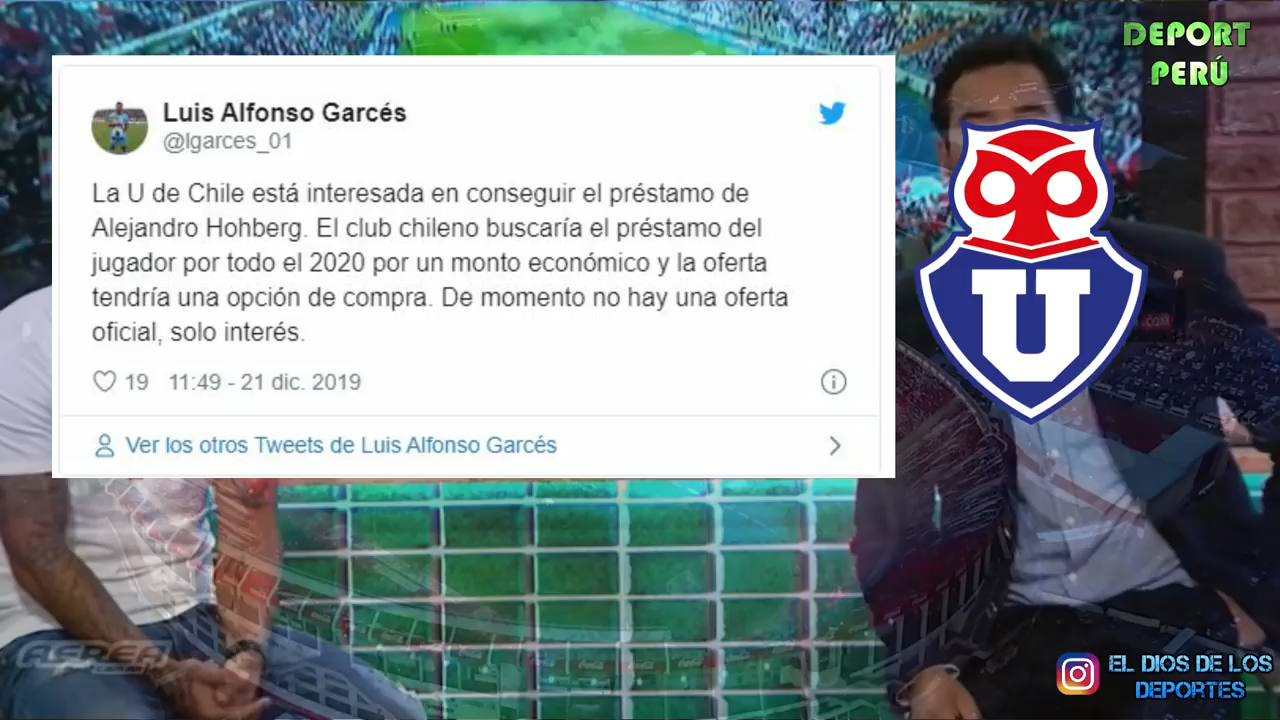 DEPORT
PERÚ
Luis Alfonso Garcés
@lgarces_01
La U de Chile está interesada en conseguir el préstamo de
Alejandro Hohberg. El club chileno buscaría el préstamo del
jugador por todo el 2020 por un monto económico y la oferta
tendría una opción de compra. De momento no hay una oferta
oficial, solo interés.
19 11:49 - 21 dic. 2019
Ver los otros Tweets de Luis Alfonso Garcés
U
EL DIOS DE LOS
DEPORTES